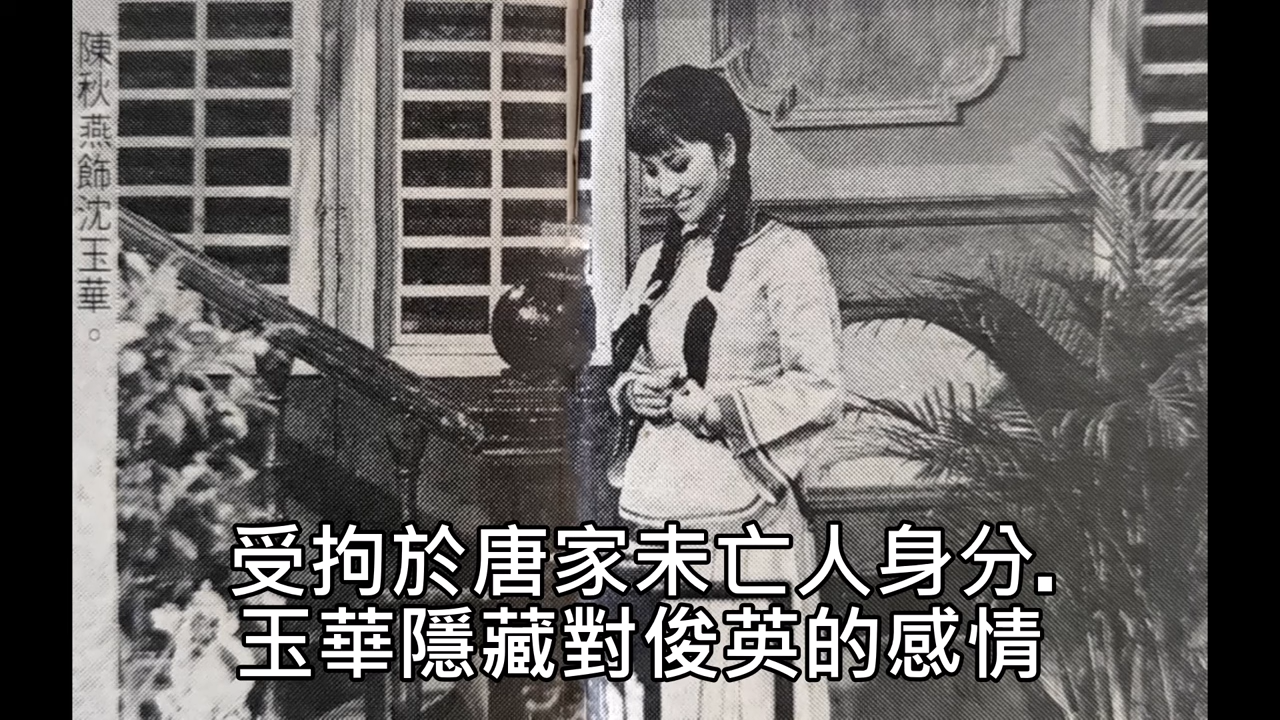 陳秋燕飾沈玉華。
受拘於唐家未亡人身分.
玉華隱藏對俊英的感情